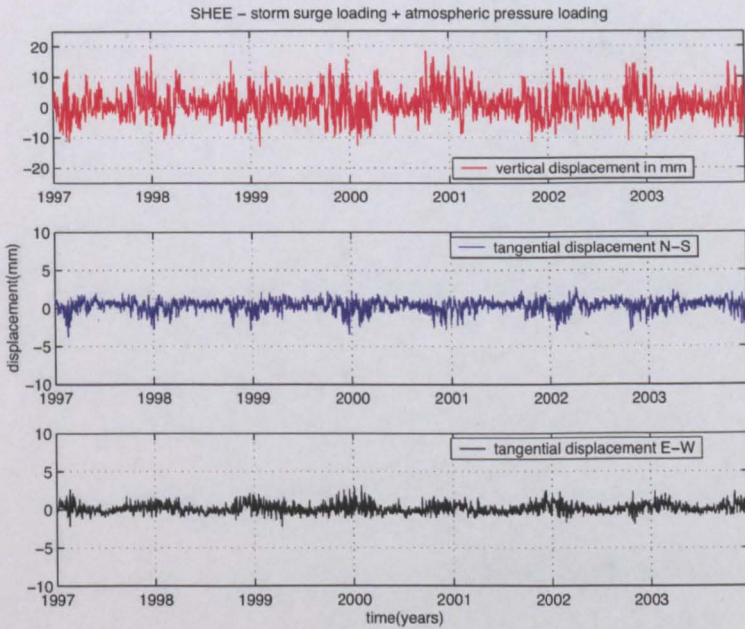 SHEE – storm surge loading + atmospheric pressure loading
20
10
0
−10
−20
vertical displacement in mm
1997 1998 1999 2000 2001 2002 2003
10
5
0
−5
−10
tangential displacement N−S
1997 1998 1999 2000 2001 2002 2003
displacement(mm)
10
5
0
−5
−10
tangential displacement E−W
1997 1998 1999 2000 2001 2002 2003
time(years)